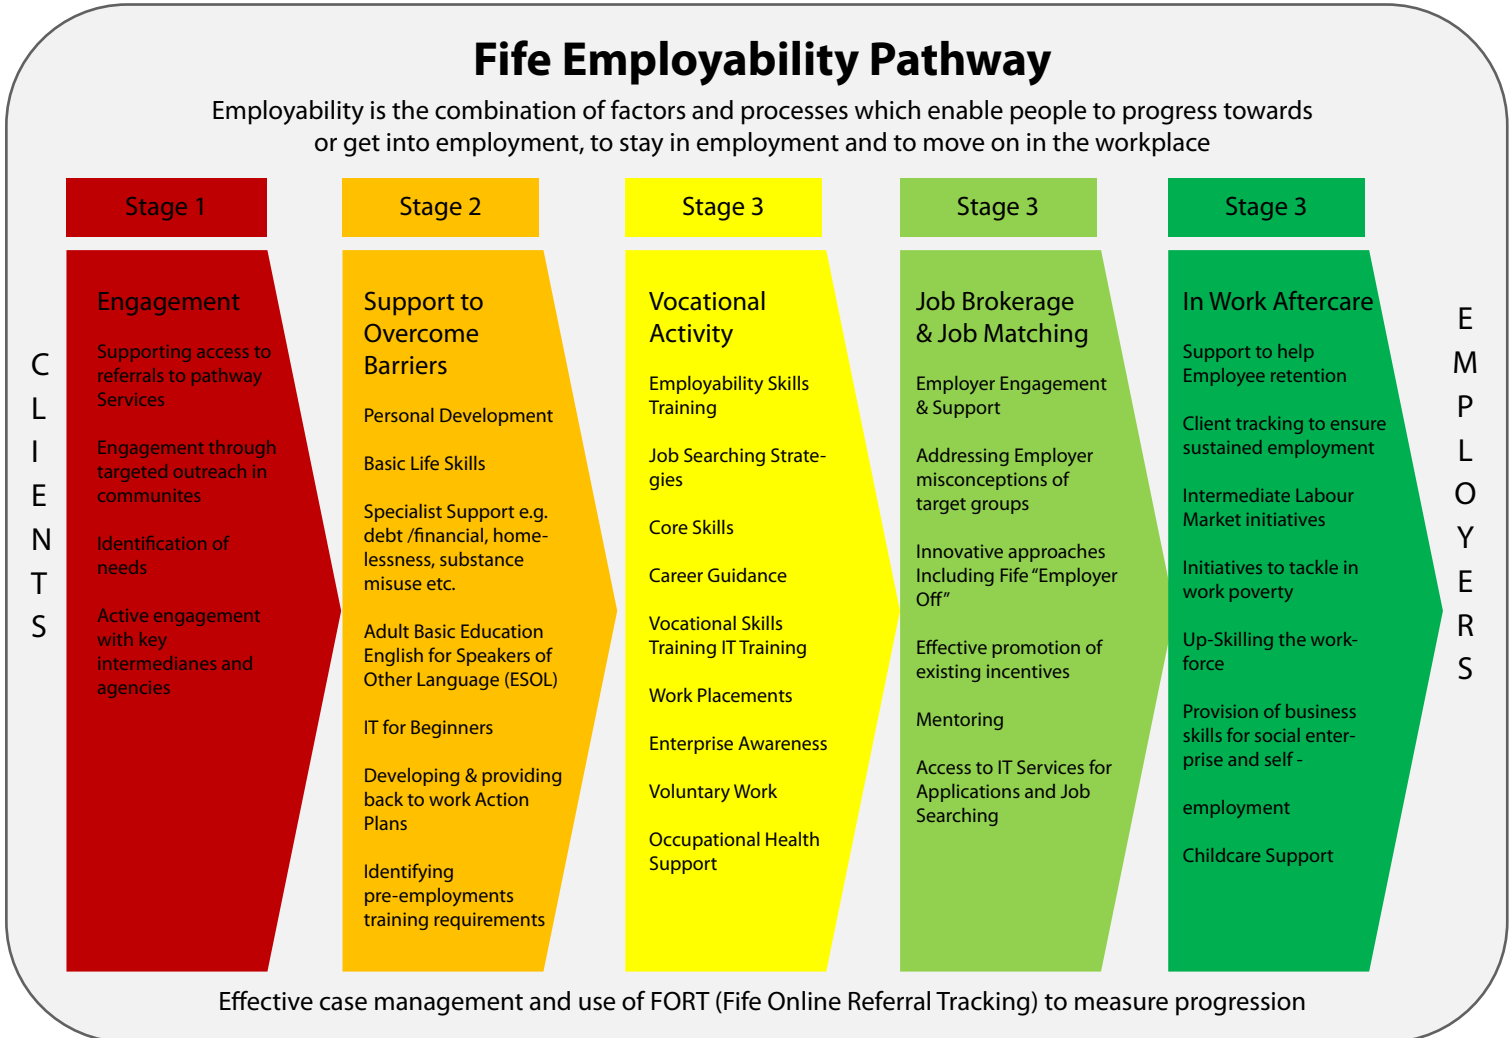 Fife Employability Pathway
Employability is the combination of factors and processes which enable people to progress towards
or get into employment, to stay in employment and to move on in the workplace
C
L
I
E
N
T
S
Stage 1
Engagement
Supporting access to
referrals to pathway
Services
Engagement through
targeted outreach in
communites
Identification of
needs
Active engagement
with key
intermedianes and
agencies
Stage 2
Support to
Overcome
Barriers
Personal Development
Basic Life Skills
Specialist Support e.g.
debt /financial, home-
lessness, substance
misuse etc.
Adult Basic Education
English for Speakers of
Other Language (ESOL)
IT for Beginners
Developing & providing
back to work Action
Plans
Identifying
pre-employments
training requirements
Stage 3
Vocational
Activity
Employability Skills
Training
Job Searching Strate-
gies
Core Skills
Career Guidance
Vocational Skills
Training IT Training
Work Placements
Enterprise Awareness
Voluntary Work
Occupational Health
Support
Stage 3
Job Brokerage
& Job Matching
Employer Engagement
& Support
Addressing Employer
misconceptions of
target groups
Innovative approaches
Including Fife “Employer
Off”
Effective promotion of
existing incentives
Mentoring
Access to IT Services for
Applications and Job
Searching
Stage 3
In Work Aftercare
Support to help
Employee retention
Client tracking to ensure
sustained employment
Intermediate Labour
Market initiatives
Initiatives to tackle in
work poverty
Up-Skilling the work-
force
Provision of business
skills for social enter-
prise and self -
employment
Childcare Support
E
M
P
L
O
Y
E
R
S
Effective case management and use of FORT (Fife Online Referral Tracking) to measure progression